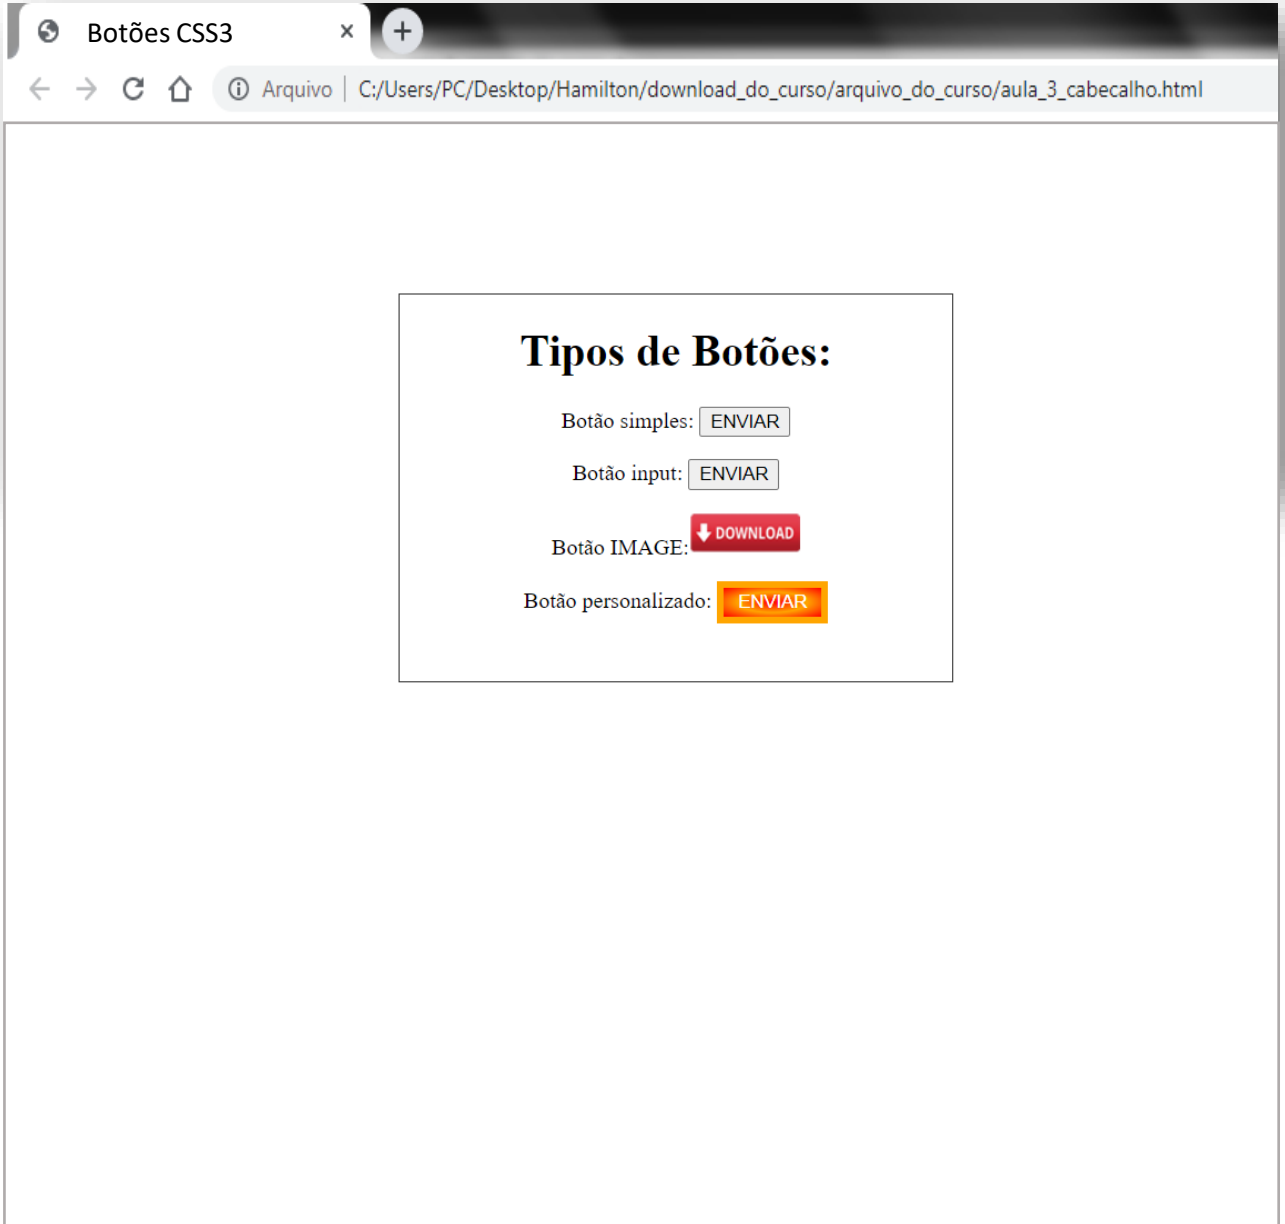 Botões CSS3
Arquivo | C:/Users/PC/Desktop/Hamilton/download_do_curso/arquivo_do_curso/aula_3_cabecalho.html
Tipos de Botões:
Botão simples: ENVIAR
Botão input: ENVIAR
Botão IMAGE: DOWNLOAD
Botão personalizado: ENVIAR